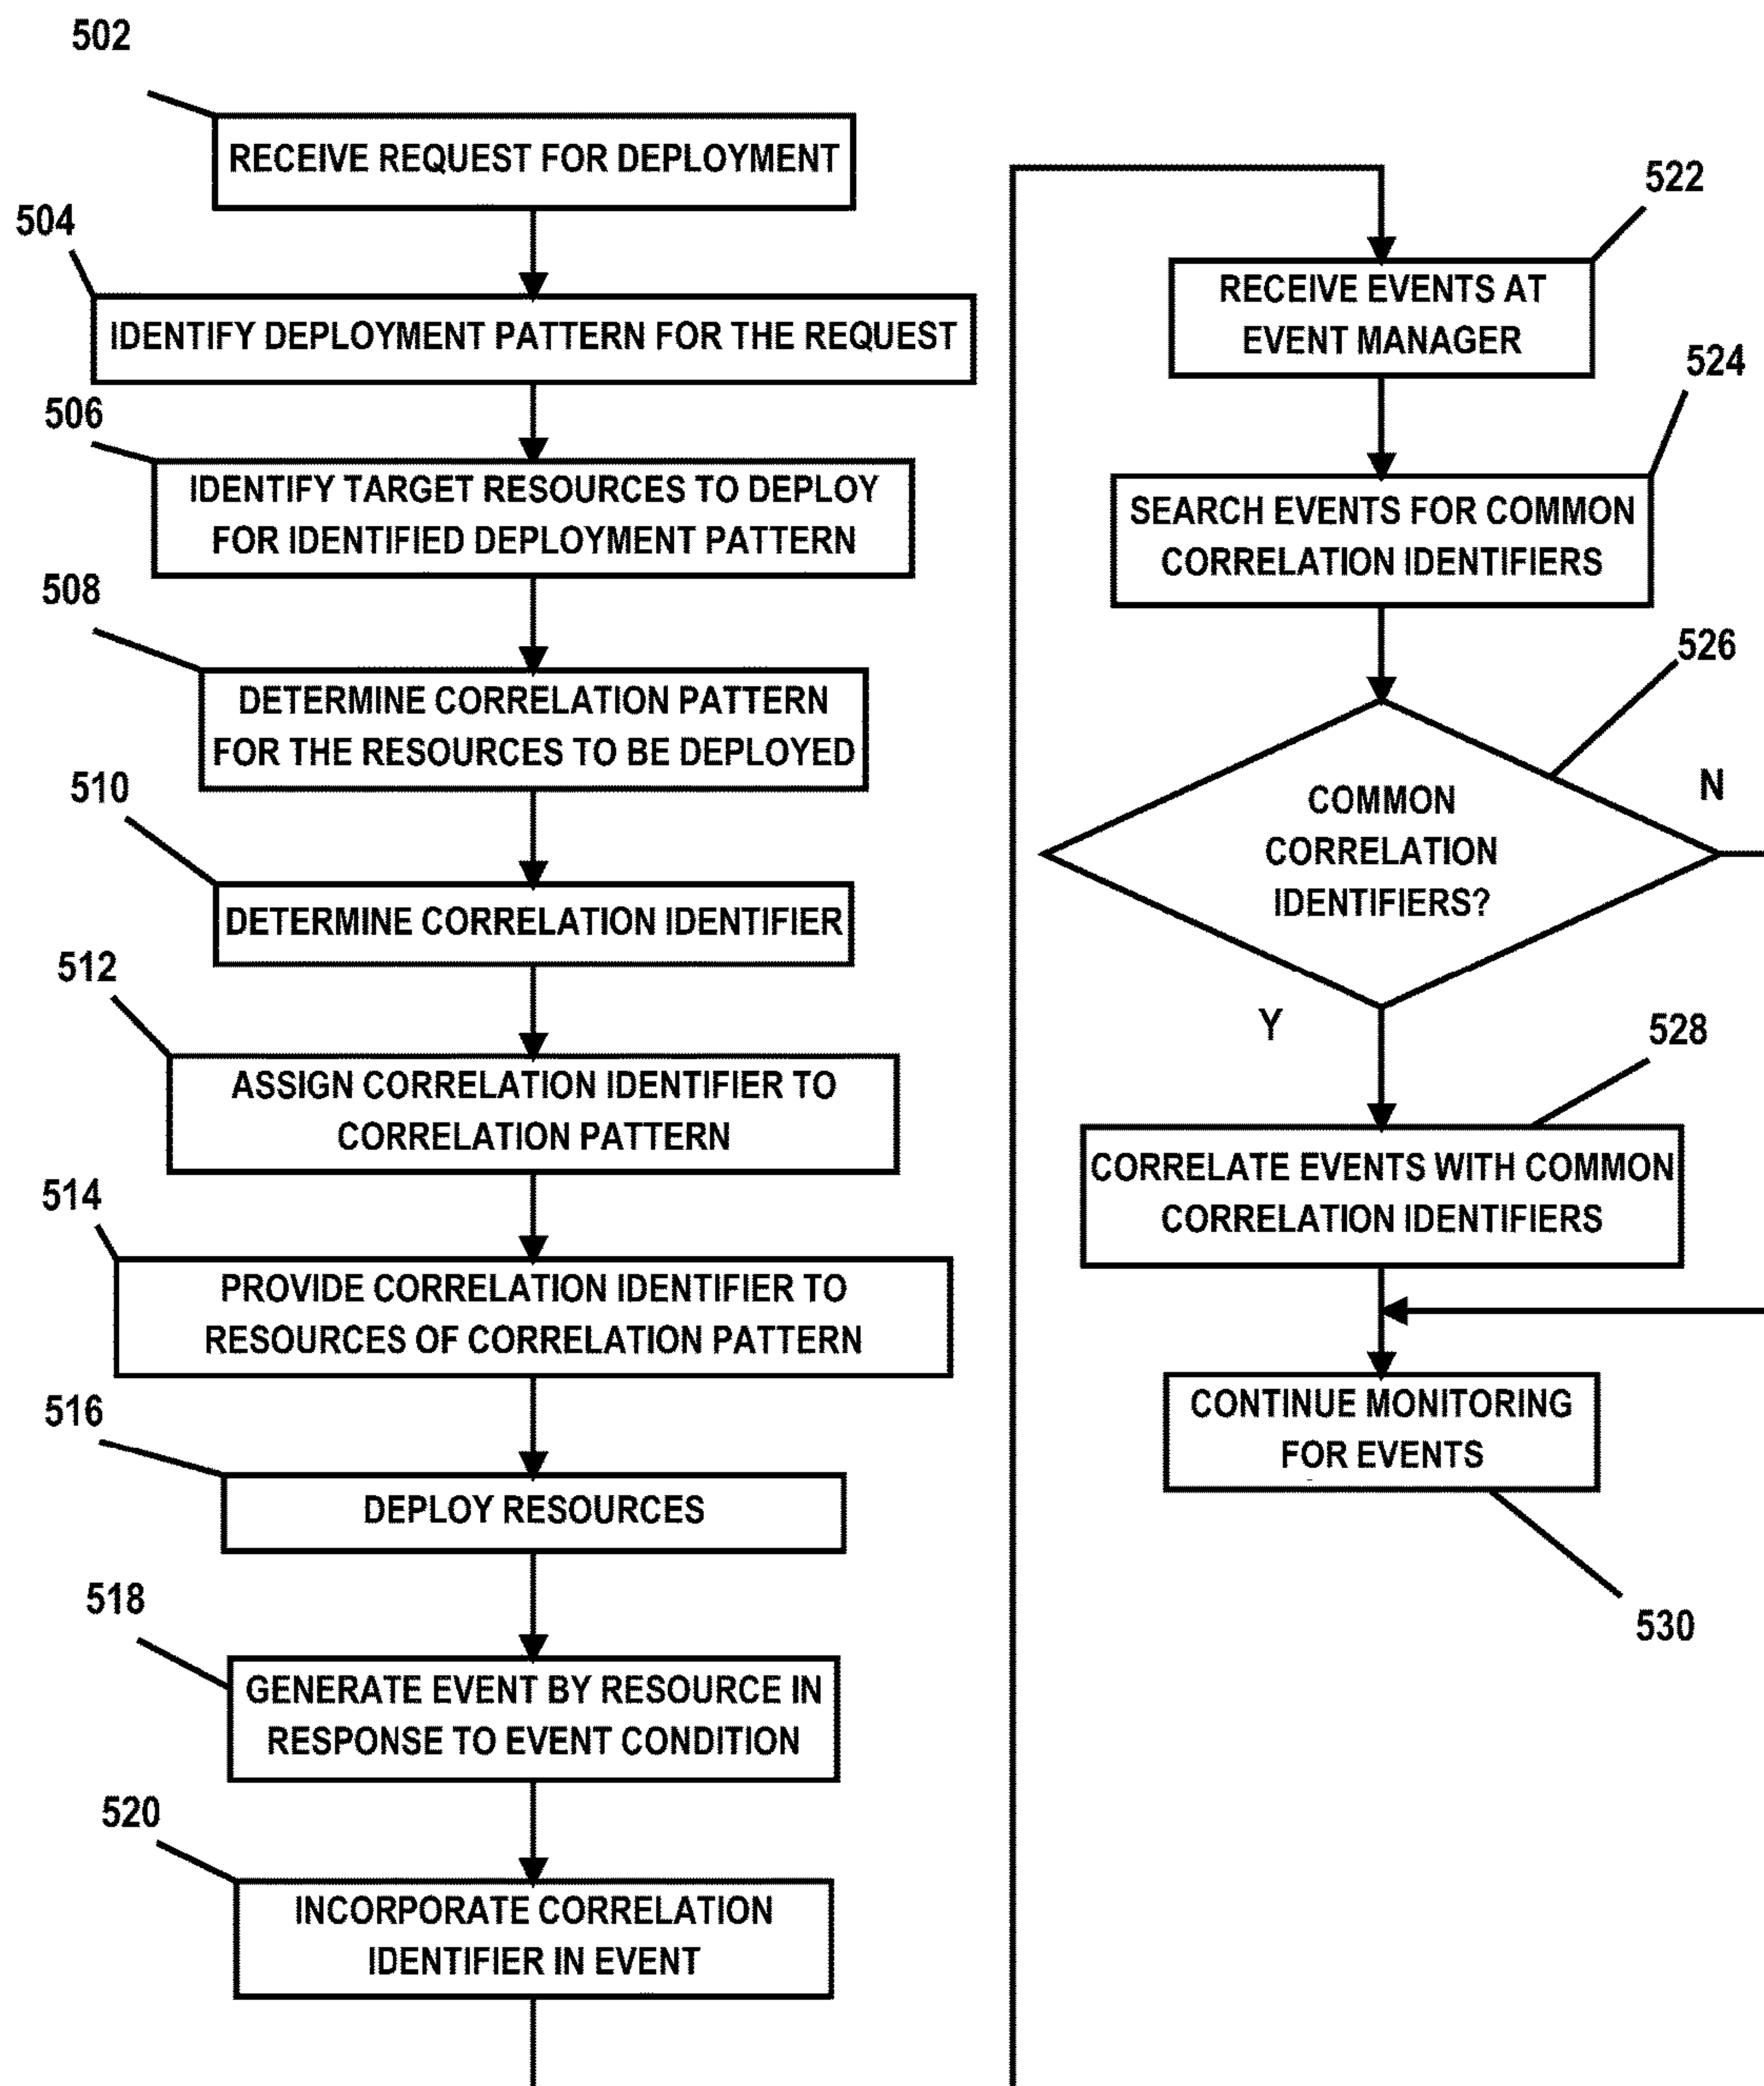 502
RECEIVE REQUEST FOR DEPLOYMENT
504
IDENTIFY DEPLOYMENT PATTERN FOR THE REQUEST
506
IDENTIFY TARGET RESOURCES TO DEPLOY
FOR IDENTIFIED DEPLOYMENT PATTERN
508
DETERMINE CORRELATION PATTERN
FOR THE RESOURCES TO BE DEPLOYED
510
DETERMINE CORRELATION IDENTIFIER
512
ASSIGN CORRELATION IDENTIFIER TO
CORRELATION PATTERN
514
PROVIDE CORRELATION IDENTIFIER TO
RESOURCES OF CORRELATION PATTERN
516
DEPLOY RESOURCES
518
GENERATE EVENT BY RESOURCE IN
RESPONSE TO EVENT CONDITION
520
INCORPORATE CORRELATION
IDENTIFIER IN EVENT
522
RECEIVE EVENTS AT
EVENT MANAGER
524
SEARCH EVENTS FOR COMMON
CORRELATION IDENTIFIERS
526
COMMON
CORRELATION
IDENTIFIERS?
N
Y
528
CORRELATE EVENTS WITH COMMON
CORRELATION IDENTIFIERS
CONTINUE MONITORING
FOR EVENTS
530